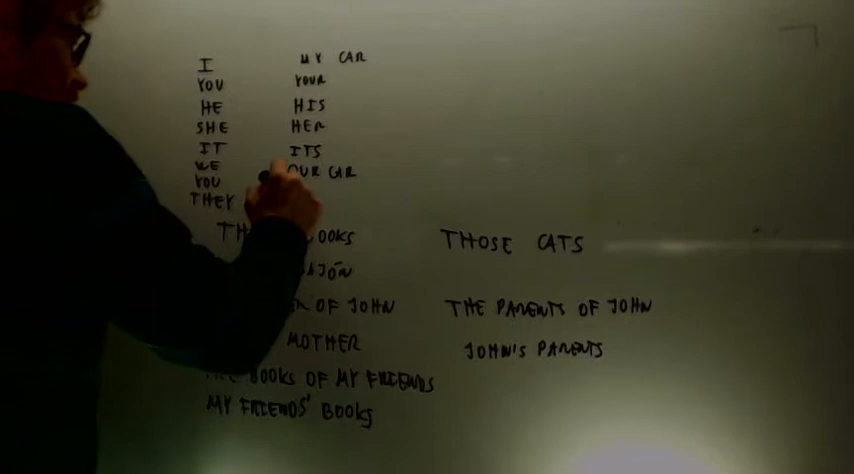 I MY CAR
YOU YOUR
HE HIS
SHE HER
IT ITS
WE OUR CAR
YOU
THEY
THOSE CATS
OF JOHN THE PARENTS OF JOHN
MOTHER JOHN'S PARENTS
BOOKS OF MY FRIENDS
MY FRIENDS' BOOKS